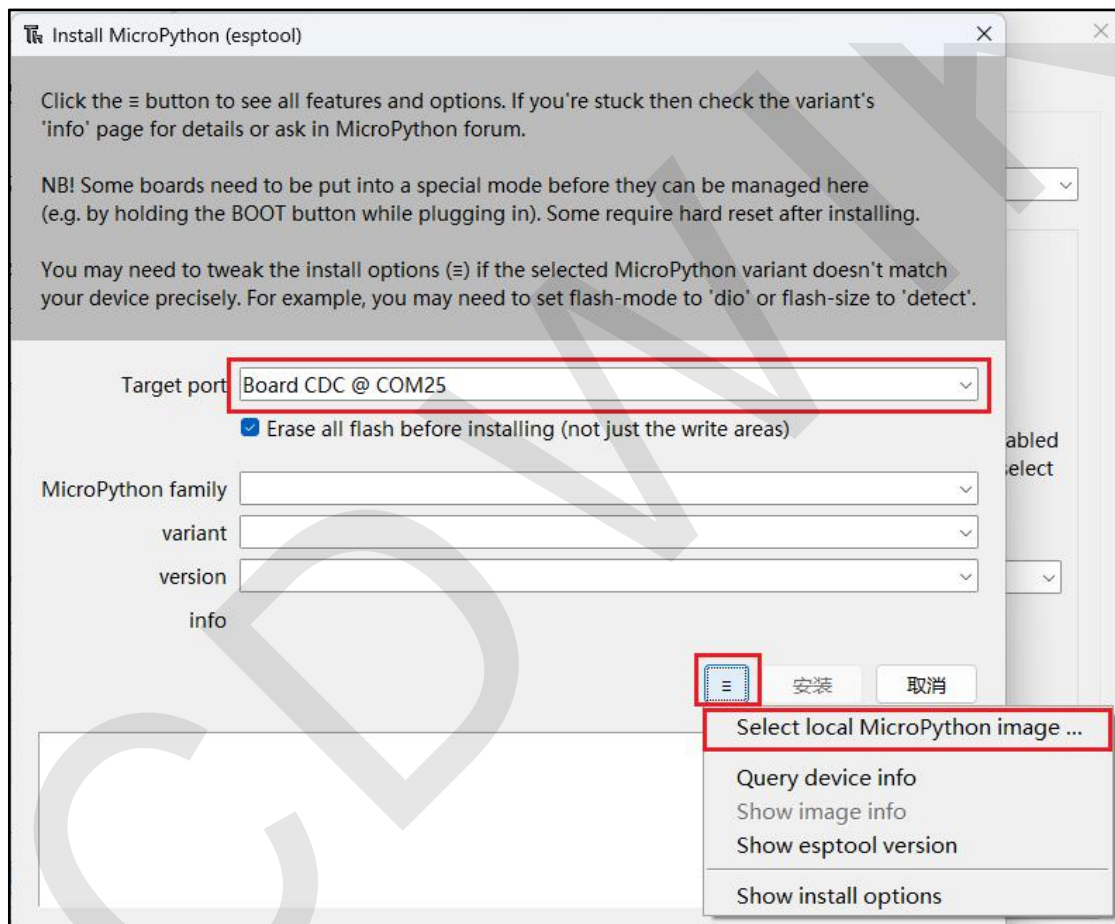 Install MicroPython (esptool)
Click the ≡ button to see all features and options. If you're stuck then check the variant's
'info' page for details or ask in MicroPython forum.
NB! Some boards need to be put into a special mode before they can be managed here
(e.g. by holding the BOOT button while plugging in). Some require hard reset after installing.
You may need to tweak the install options (≡) if the selected MicroPython variant doesn't match
your device precisely. For example, you may need to set flash-mode to 'dio' or flash-size to 'detect'.
Target port Board CDC @ COM25
Erase all flash before installing (not just the write areas)
abled
select
MicroPython family
variant
version
info
≡ 安装 取消
Select local MicroPython image ...
Query device info
Show image info
Show esptool version
Show install options